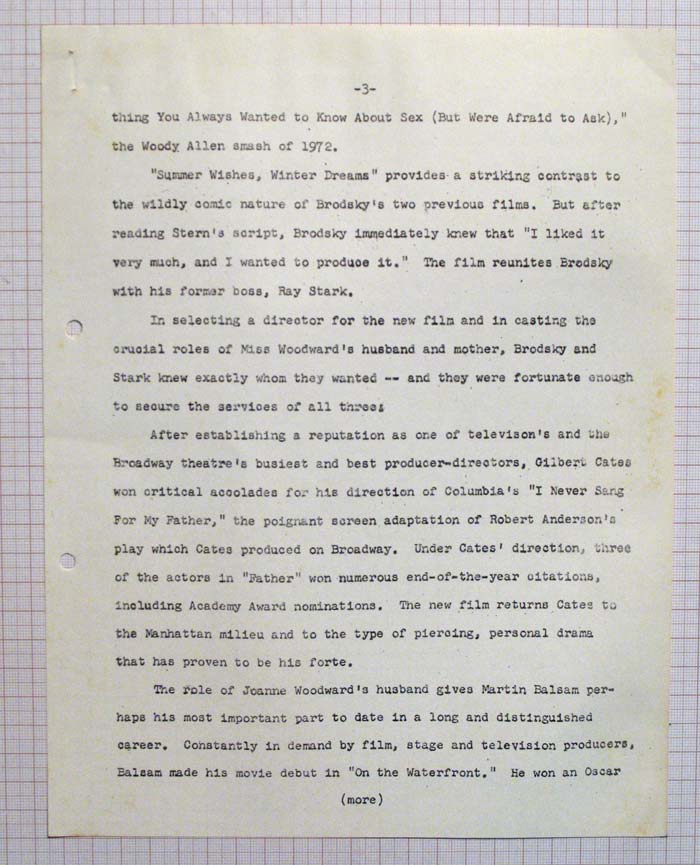 -3-
thing You Always Wanted to Know About Sex (But Were Afraid to Ask),"
the Woody Allen smash of 1972.
"Summer Wishes, Winter Dreams" provides a striking contrast to
the wildly comic nature of Brodsky's two previous films. But after
reading Stern's script, Brodsky immediately knew that "I liked it
very much, and I wanted to produce it." The film reunites Brodsky
with his former boss, Ray Stark.
In selecting a director for the new film and in casting the
crucial roles of Miss Woodward's husband and mother, Brodsky and
Stark knew exactly whom they wanted -- and they were fortunate enough
to secure the services of all three:
After establishing a reputation as one of televison's and the
Broadway theatre's busiest and best producer-directors, Gilbert Cates
won critical accolades for his direction of Columbia's "I Never Sang
For My Father," the poignant screen adaptation of Robert Anderson's
play which Cates produced on Broadway. Under Cates' direction, three
of the actors in "Father" won numerous end-of-the-year citations,
including Academy Award nominations. The new film returns Cates to
the Manhattan milieu and to the type of piercing, personal drama
that has proven to be his forte.
The role of Joanne Woodward's husband gives Martin Balsam per-
haps his most important part to date in a long and distinguished
career. Constantly in demand by film, stage and television producers,
Balsam made his movie debut in "On the Waterfront." He won an Oscar
(more)